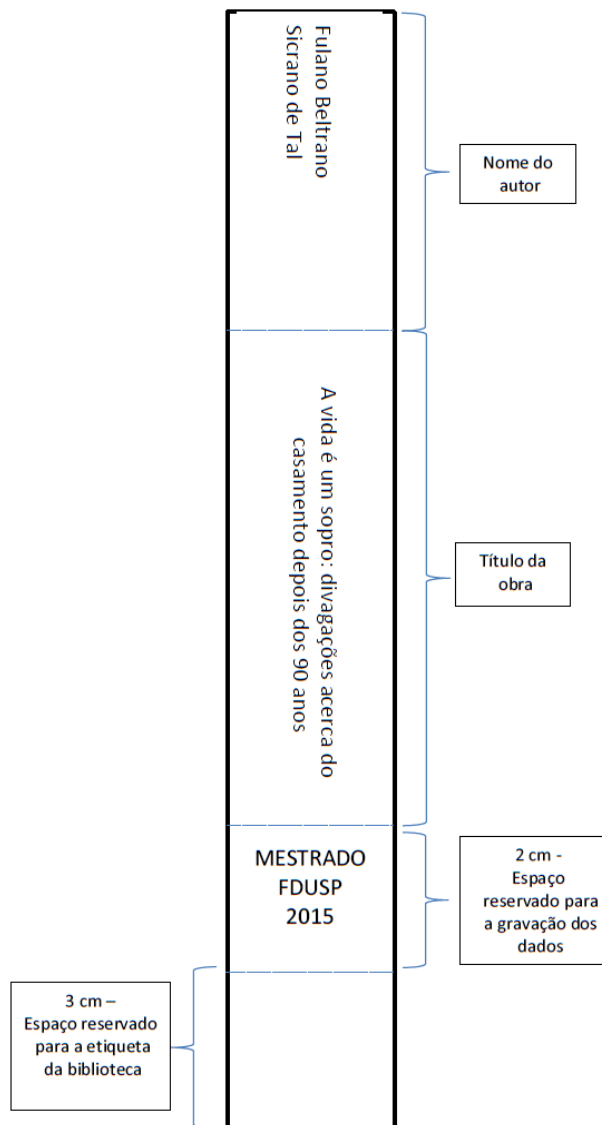 Fulano Beltrano
Sicrano de Tal
Nome do
autor
A vida é um sopro: divagações acerca do
casamento depois dos 90 anos
Título da
obra
MESTRADO
FDUSP
2015
2 cm -
Espaço
reservado para
a gravação dos
dados
3 cm –
Espaço reservado
para a etiqueta
da biblioteca